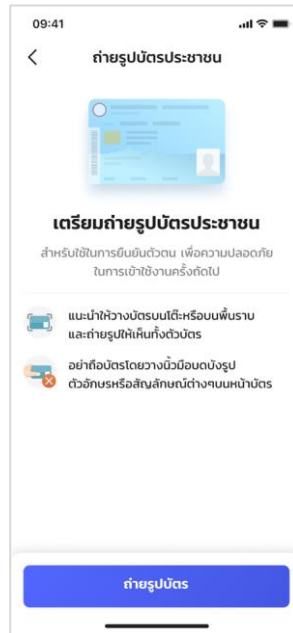 09:41
ถ่ายรูปบัตรประชาชน
เตรียมถ่ายรูปบัตรประชาชน
สำหรับใช้ในการยืนยันตัวตน เพื่อความปลอดภัย
ในการเข้าใช้งานครั้งถัดไป
แนะนำให้วางบัตรบนโต๊ะหรือบนพื้นราบ
และถ่ายรูปให้เห็นทั้งตัวบัตร
อย่าถือบัตรโดยวางนิ้วมือบดบังรูป
ตัวอักษรหรือสัญลักษณ์ต่างๆบนหน้าบัตร
ถ่ายรูปบัตร